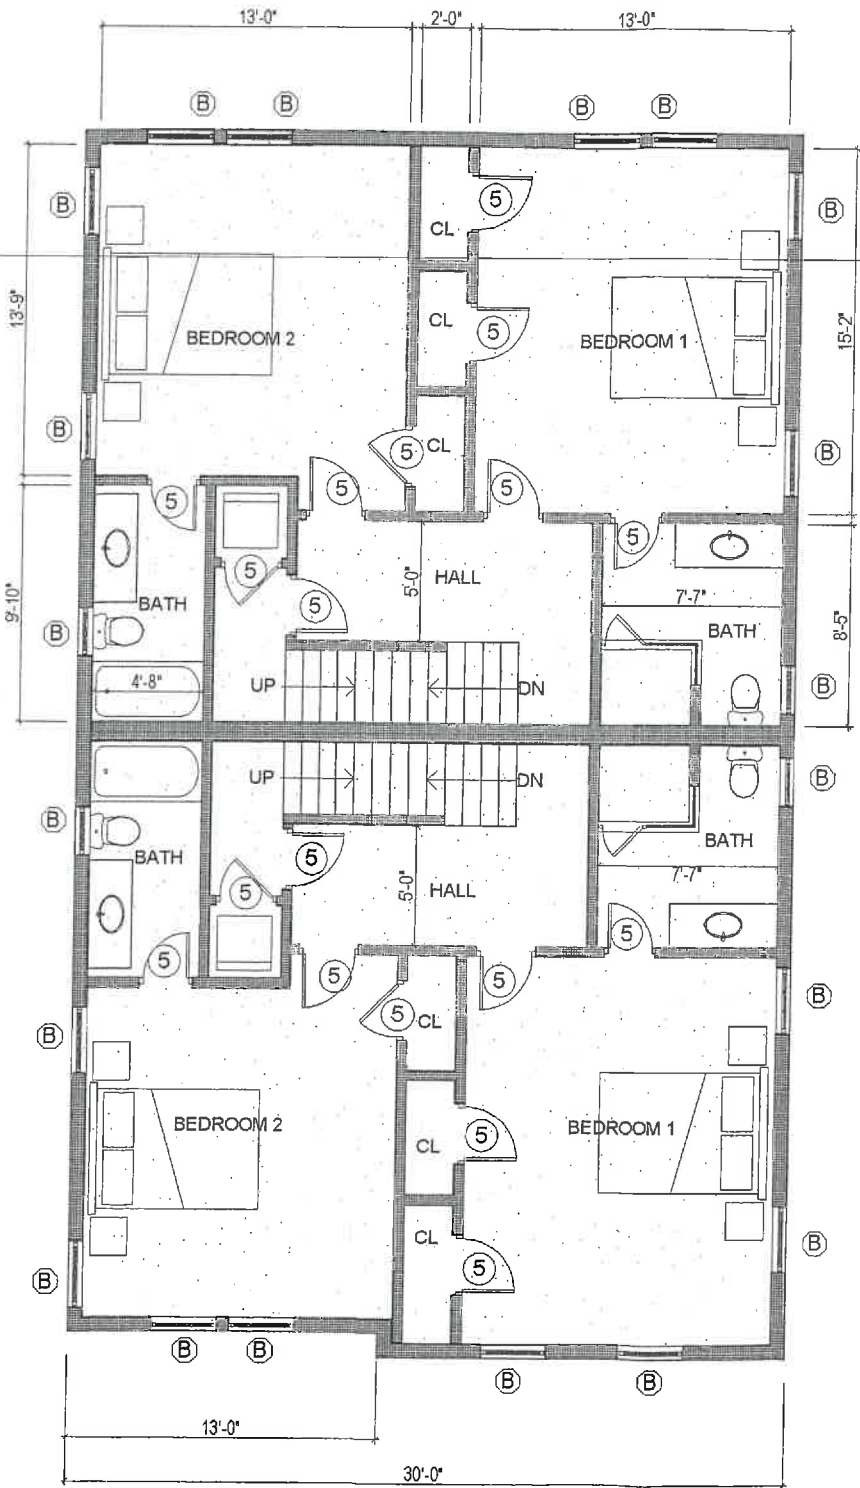 13'-0"
2'-0"
13'-0"
B
B
B
B
5
B
B
CL
13'-9"
CL
5
BEDROOM 2
BEDROOM 1
15'-2"
B
5
CL
B
5
5
5
5
5
BATH
HALL
5'-0"
9'-10"
5
7'-7"
BATH
8'-5"
B
4'-8"
UP
DN
B
UP
DN
B
B
BATH
5
5'-0"
HALL
BATH
7'-7"
5
5
5
5
5
B
5
CL
B
BEDROOM 2
BEDROOM 1
5
CL
CL
5
B
B
B
B
B
B
13'-0"
30'-0"